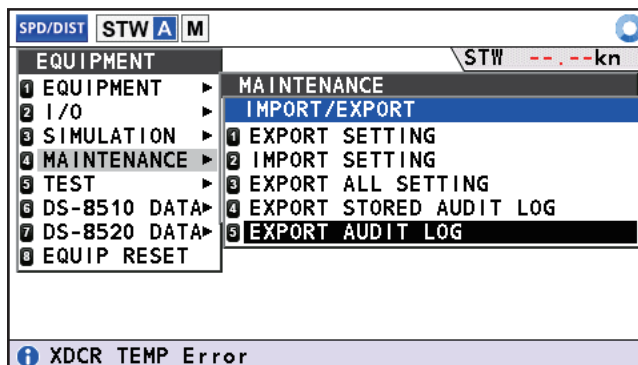 SPD/DIST STW A M
EQUIPMENT
STW --.--kn
1 EQUIPMENT ▶
2 I/O ▶
3 SIMULATION ▶
4 MAINTENANCE ▶
5 TEST ▶
6 DS-8510 DATA▶
7 DS-8520 DATA▶
8 EQUIP RESET
MAINTENANCE
IMPORT/EXPORT
1 EXPORT SETTING
2 IMPORT SETTING
3 EXPORT ALL SETTING
4 EXPORT STORED AUDIT LOG
5 EXPORT AUDIT LOG
XDCR TEMP Error